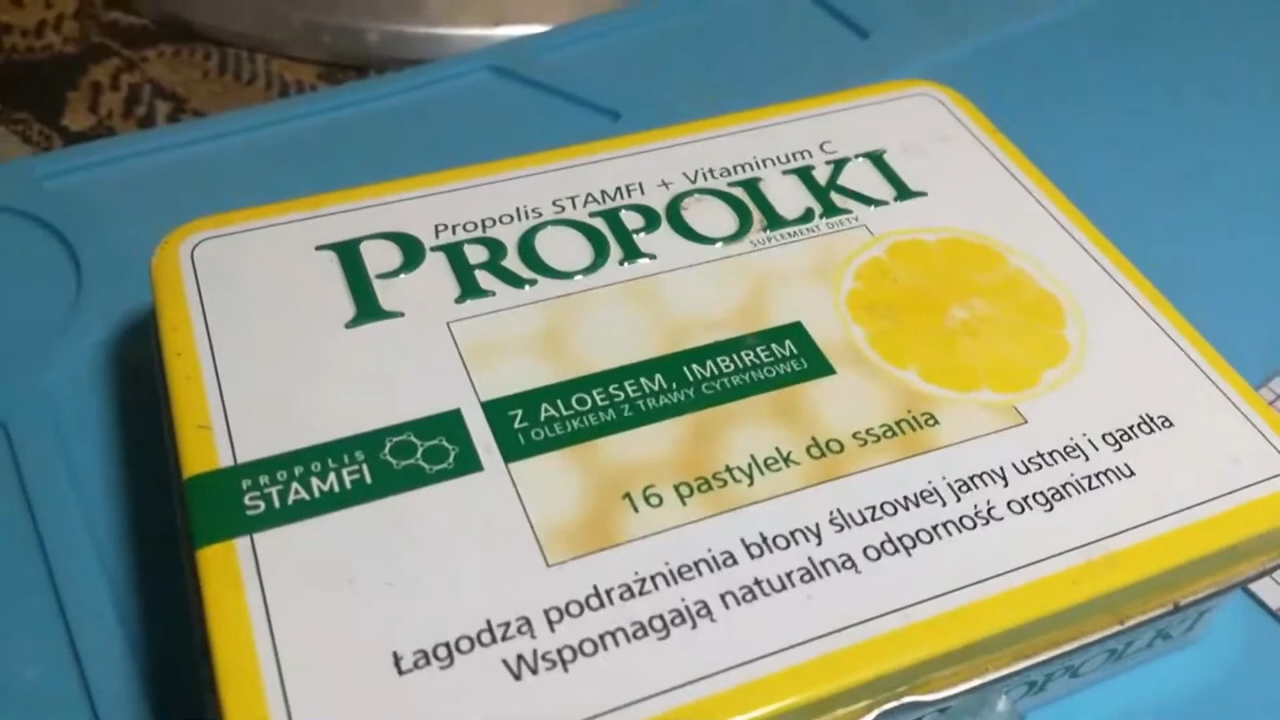 Propolis STAMFI + Vitaminum C
PROPOLKI
SUPLEMENT DIETY
Z ALOESEM, IMBIREM
I OLEJKIEM Z TRAWY CYTRYNOWEJ
PROPOLIS
STAMFI
16 pastylek do ssania
Łagodzą podrażnienia błony śluzowej jamy ustnej i gardła
Wspomagają naturalną odporność organizmu
OPOLKI